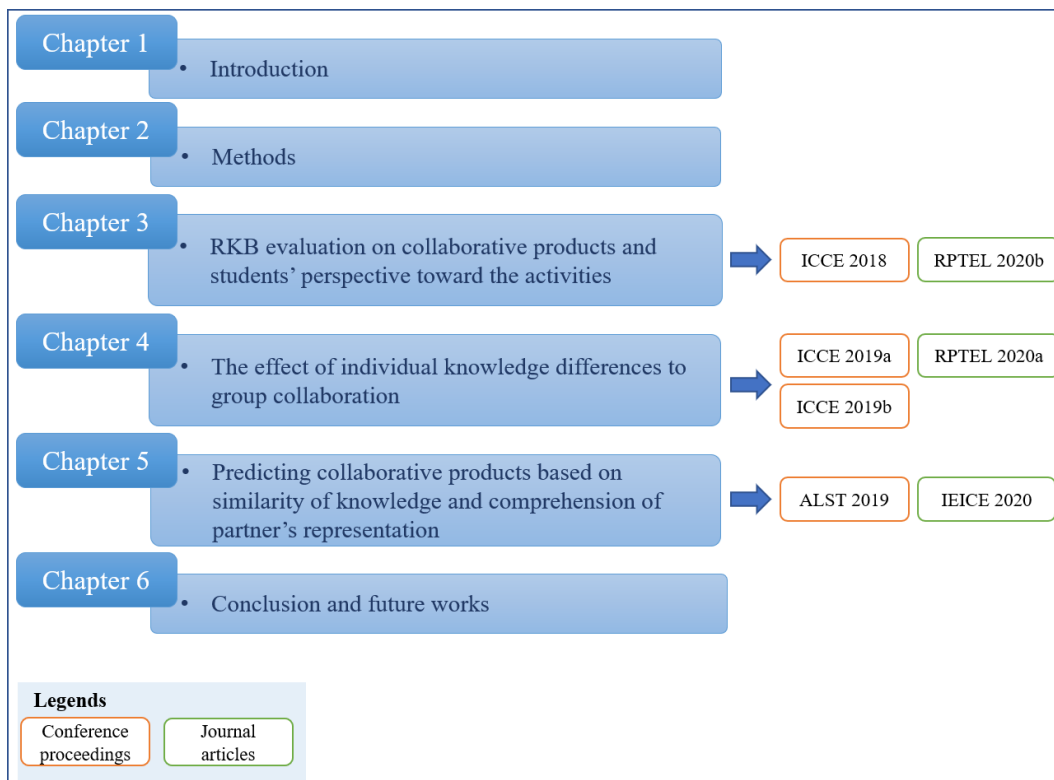 Chapter 1
• Introduction
Chapter 2
• Methods
Chapter 3
• RKB evaluation on collaborative products and
students’ perspective toward the activities
ICCE 2018
RPTEL 2020b
Chapter 4
• The effect of individual knowledge differences to
group collaboration
ICCE 2019a
RPTEL 2020a
ICCE 2019b
Chapter 5
• Predicting collaborative products based on
similarity of knowledge and comprehension of
partner’s representation
ALST 2019
IEICE 2020
Chapter 6
• Conclusion and future works
Legends
Conference
proceedings
Journal
articles